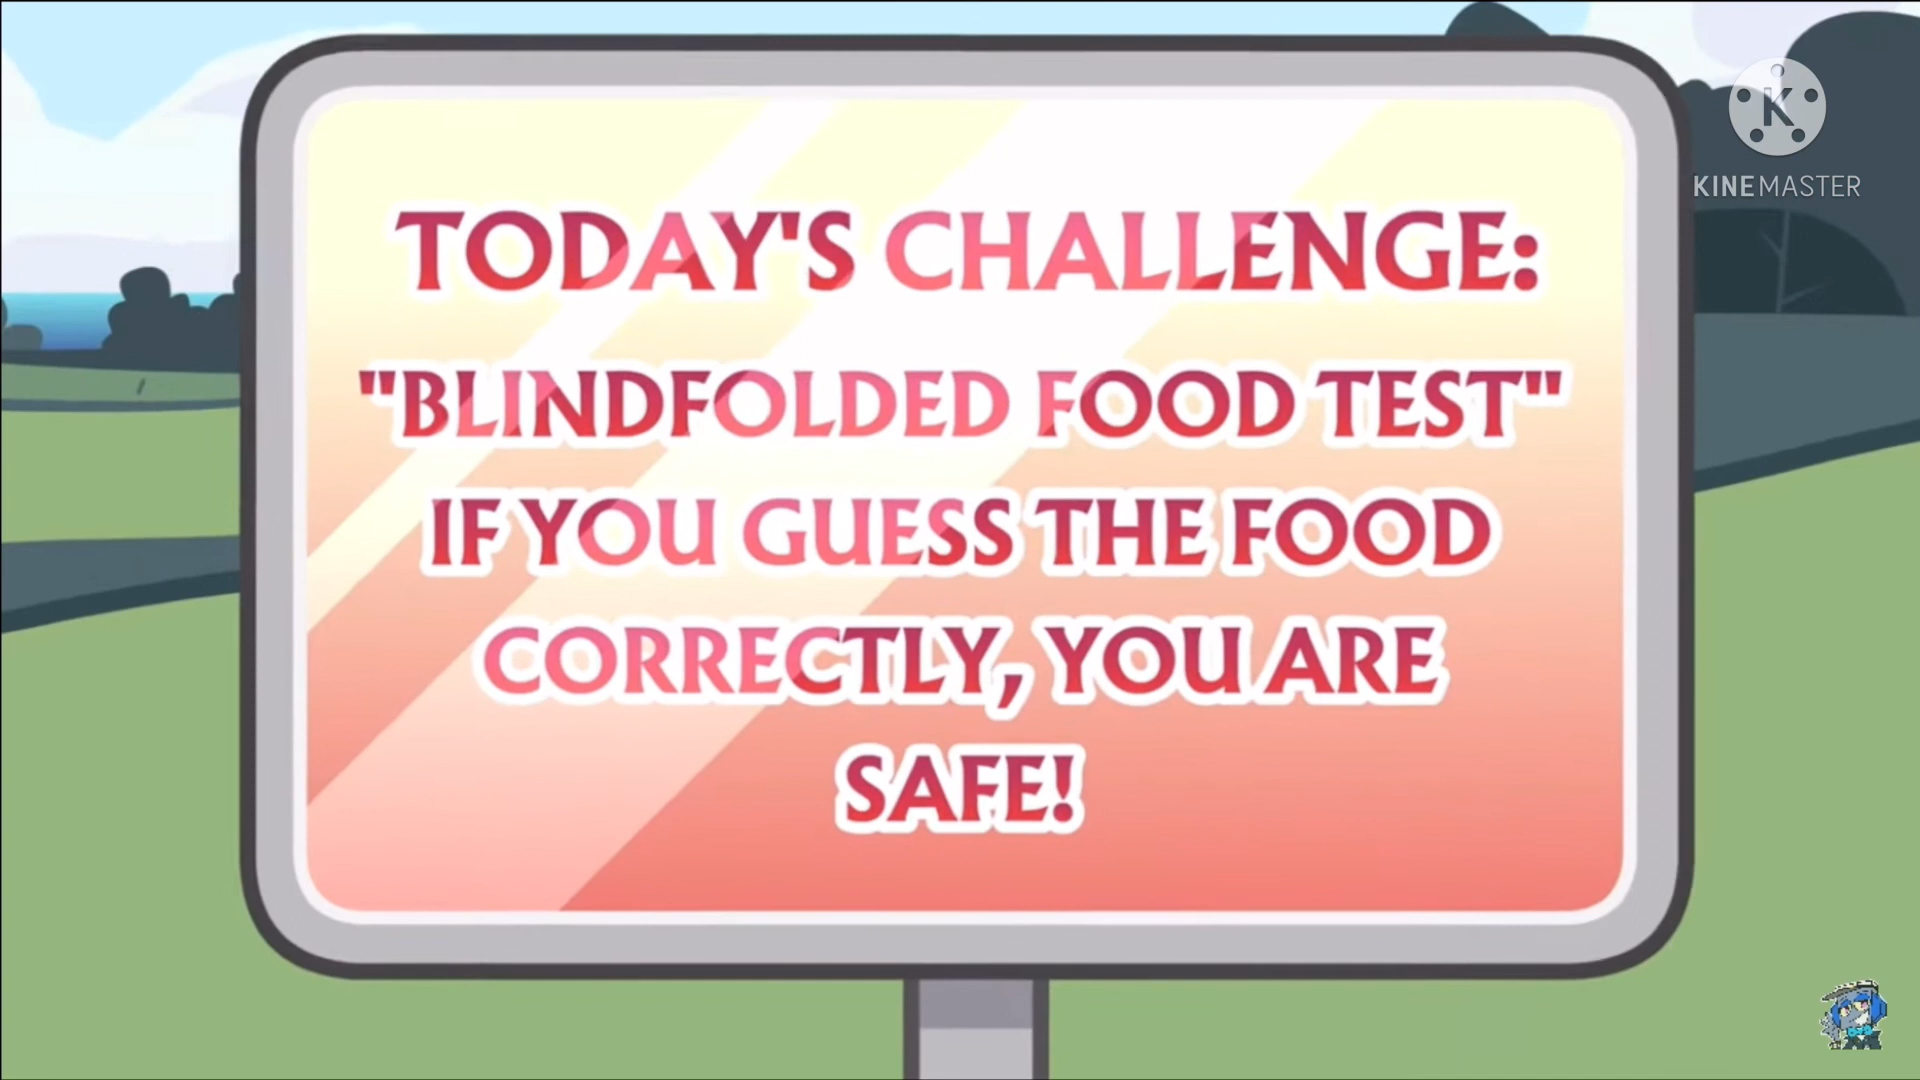 TODAY'S CHALLENGE:
"BLINDFOLDED FOOD TEST"
IF YOU GUESS THE FOOD
CORRECTLY, YOU ARE
SAFE!
K
KINEMASTER